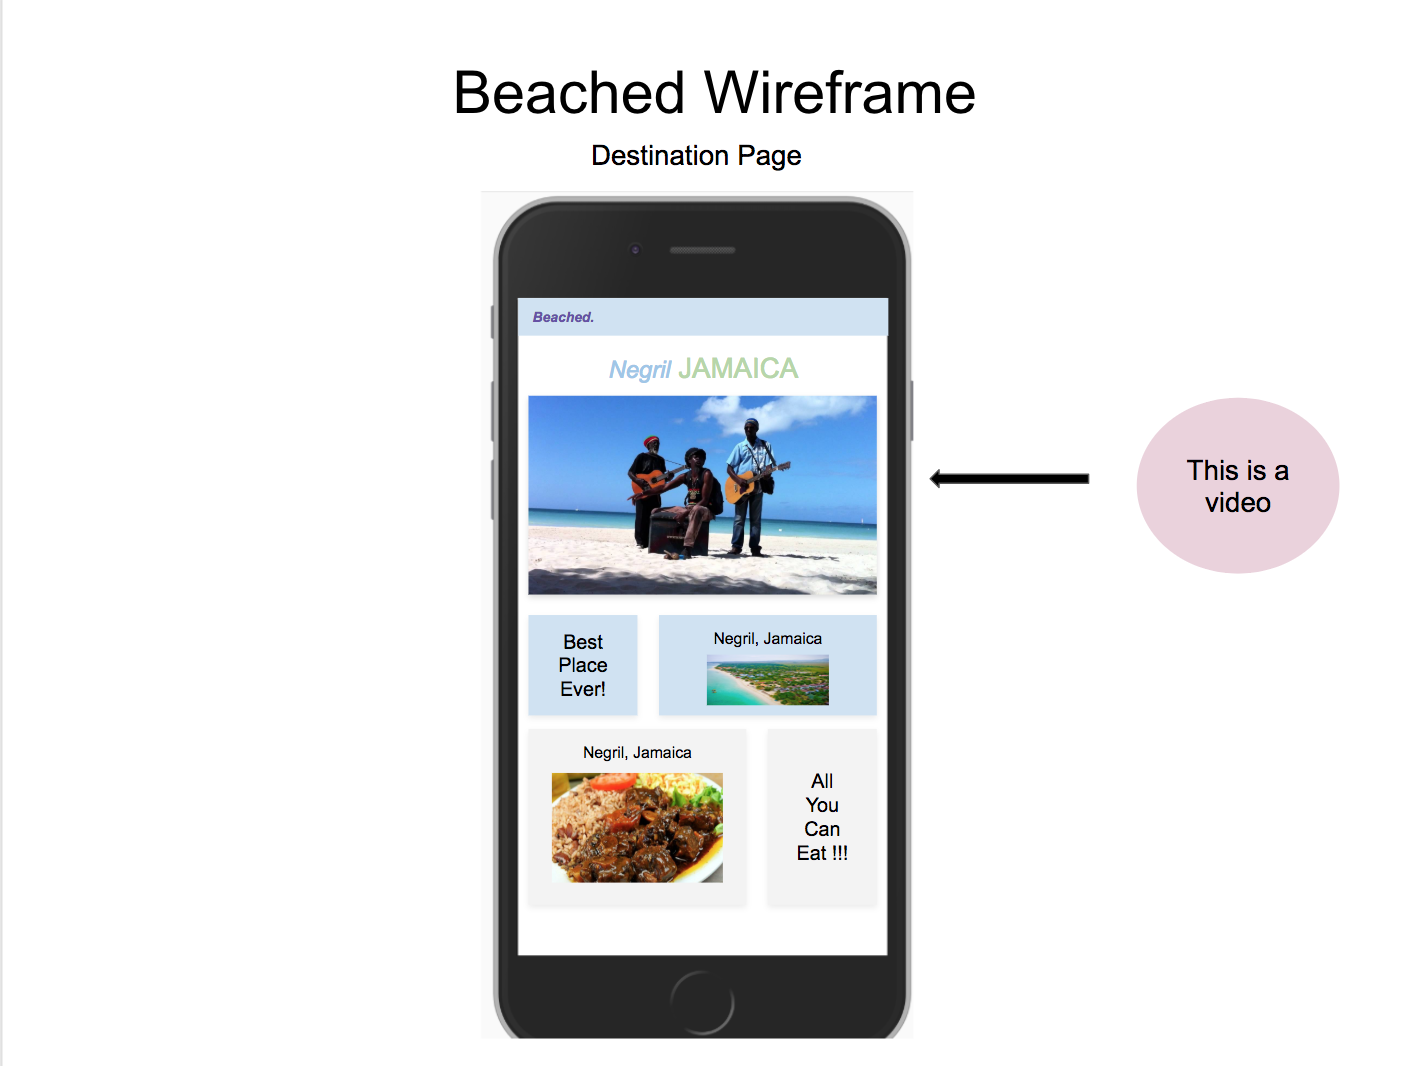 Beached Wireframe
Destination Page
Beached.
Negril JAMAICA
This is a
video
Best
Place
Ever!
Negril, Jamaica
Negril, Jamaica
All
You
Can
Eat !!!